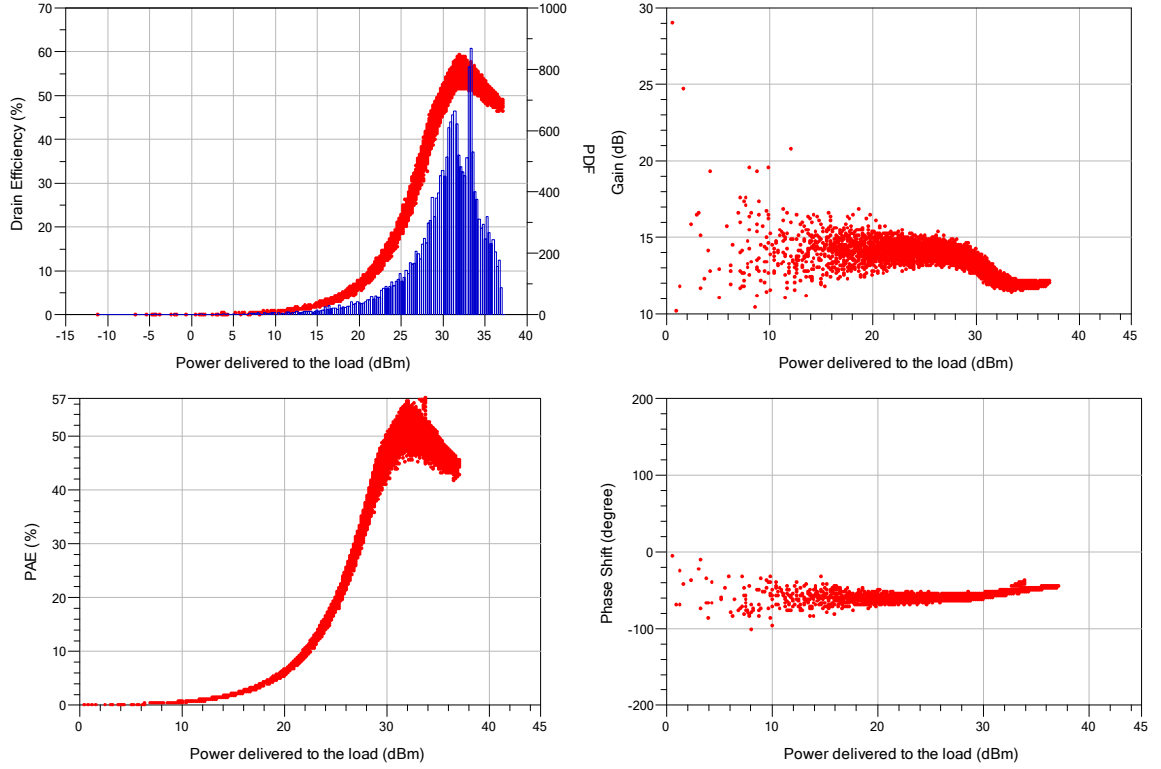 70
60
50
40
30
20
10
0
Drain Efficiency (%)
1000
800
600
400
200
0
PDF
-15 -10 -5 0 5 10 15 20 25 30 35 40
Power delivered to the load (dBm)
30
25
20
15
10
Gain (dB)
0 10 20 30 40 45
Power delivered to the load (dBm)
57
50
40
30
20
10
0
PAE (%)
0 10 20 30 40 45
Power delivered to the load (dBm)
200
100
0
-100
-200
Phase Shift (degree)
0 10 20 30 40 45
Power delivered to the load (dBm)